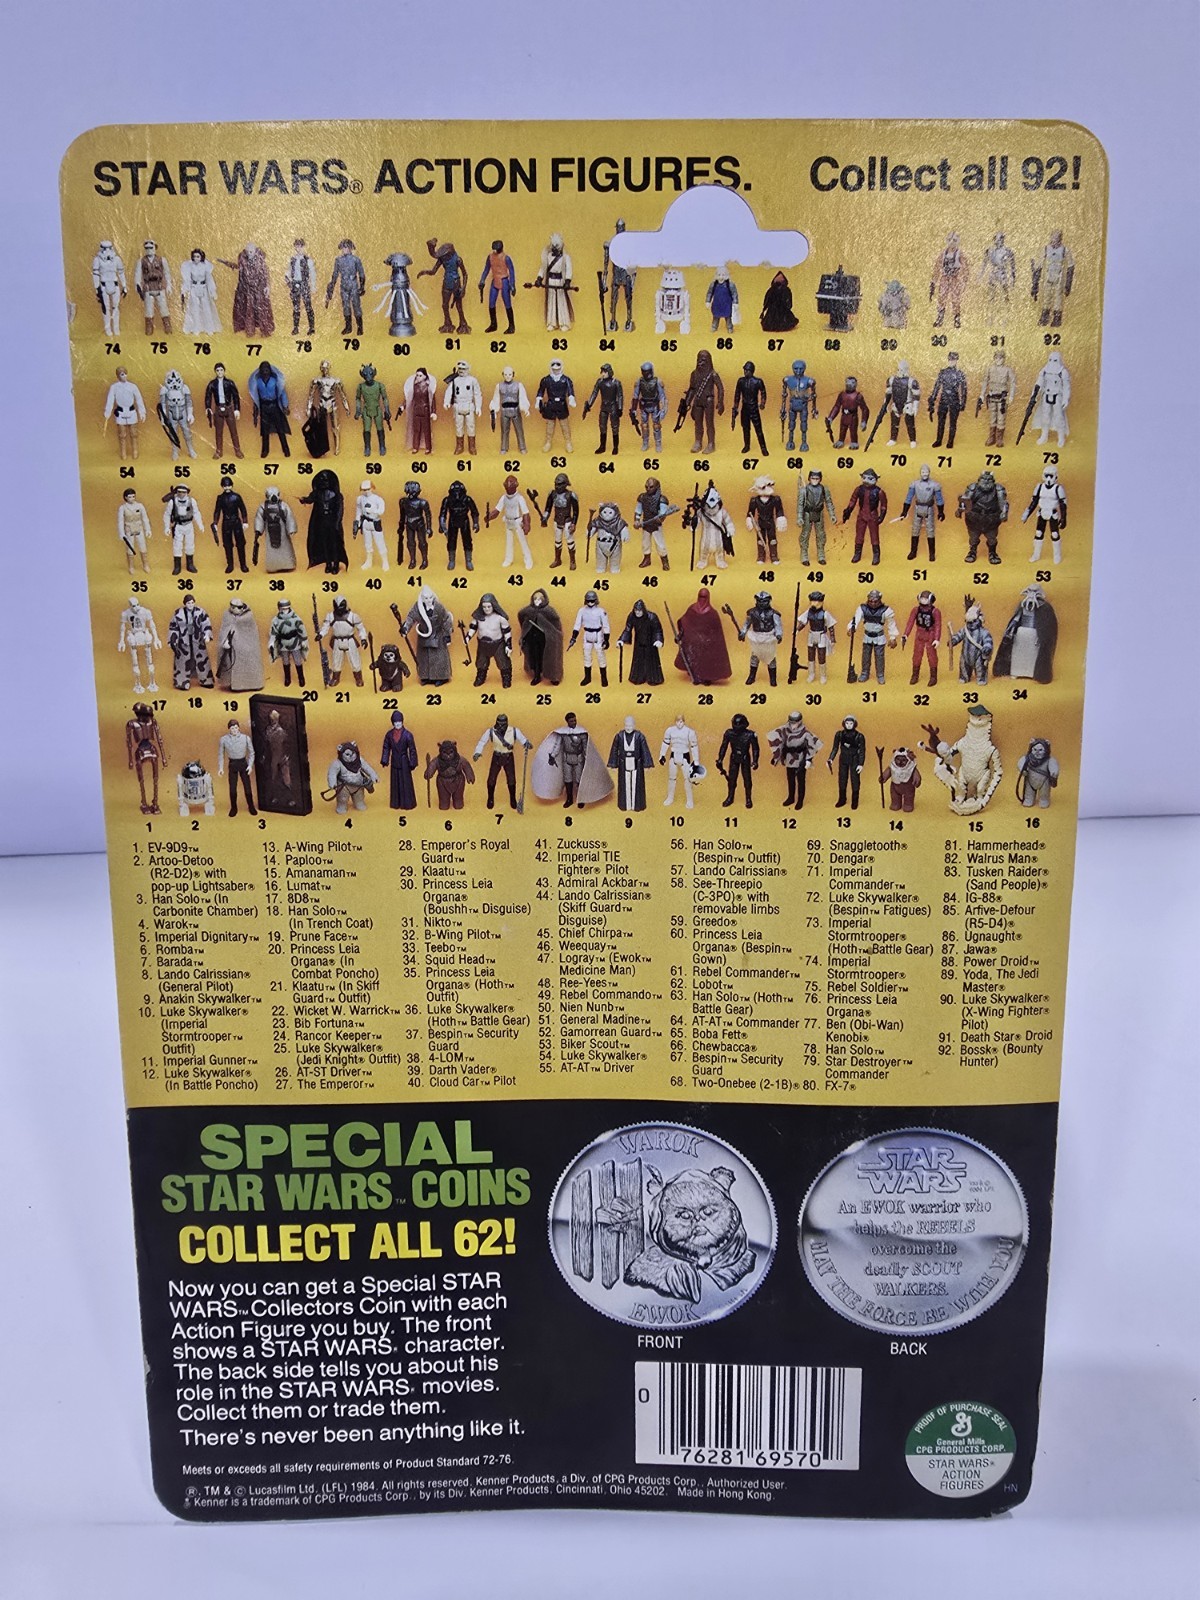 STAR WARS® ACTION FIGURES. Collect all 92!
74 75 76 77 78 79 80 81 82 83 84 85 86 87 88 89 90 91 92
54 55 56 57 58 59 60 61 62 63 64 65 66 67 68 69 70 71 72 73
35 36 37 38 39 40 41 42 43 44 45 46 47 48 49 50 51 52 53
17 18 19 20 21 22 23 24 25 26 27 28 29 30 31 32 33 34
1 2 3 4 5 6 7 8 9 10 11 12 13 14 15 16
1. EV-9D9™
2. Artoo-Detoo
(R2-D2)® with
pop-up Lightsaber®
3. Han Solo™ (In
Carbonite Chamber)
4. Warok™
5. Imperial Dignitary™
6. Romba™
7. Barada™
8. Lando Calrissian®
(General Pilot)
9. Anakin Skywalker™
10. Luke Skywalker®
(Imperial
Stormtrooper™
Outfit)
11. Imperial Gunner™
12. Luke Skywalker®
(In Battle Poncho)
13. A-Wing Pilot™
14. Paploo™
15. Amanaman™
16. Lumat™
17. 8D8™
18. Han Solo™
(In Trench Coat)
19. Prune Face™
20. Princess Leia
Organa® (In
Combat Poncho)
21. Klaatu™ (In Skiff
Guard™ Outfit)
22. Wicket W. Warrick™
23. Bib Fortuna™
24. Rancor Keeper™
25. Luke Skywalker®
(Jedi Knight® Outfit)
26. AT-ST Driver™
27. The Emperor™
28. Emperor's Royal
Guard™
29. Klaatu™
30. Princess Leia
Organa®
(Boushh™ Disguise)
31. Nikto™
32. B-Wing Pilot™
33. Teebo™
34. Squid Head™
35. Princess Leia
Organa® (Hoth™
Outfit)
36. Luke Skywalker®
(Hoth™ Battle Gear)
37. Bespin™ Security
Guard
38. 4-LOM™
39. Darth Vader®
40. Cloud Car™ Pilot
41. Zuckuss®
42. Imperial TIE
Fighter® Pilot
43. Admiral Ackbar™
44. Lando Calrissian®
(Skiff Guard™
Disguise)
45. Chief Chirpa™
46. Weequay™
47. Logray™ (Ewok™
Medicine Man)
48. Ree-Yees™
49. Rebel Commando™
50. Nien Nunb™
51. General Madine™
52. Gamorrean Guard™
53. Biker Scout™
54. Luke Skywalker®
55. AT-AT™ Driver
56. Han Solo™
(Bespin™ Outfit)
57. Lando Calrissian®
58. See-Threepio
(C-3PO)® with
removable limbs
59. Greedo®
60. Princess Leia
Organa® (Bespin™
Gown)
61. Rebel Commander™
62. Lobot™
63. Han Solo™ (Hoth™
Battle Gear)
64. AT-AT™ Commander
65. Boba Fett®
66. Chewbacca®
67. Bespin™ Security
Guard
68. Two-Onebee (2-1B)®
69. Snaggletooth®
70. Dengar®
71. Imperial
Commander™
72. Luke Skywalker®
(Bespin™ Fatigues)
73. Imperial
Stormtrooper®
(Hoth™ Battle Gear)
74. Imperial
Stormtrooper®
75. Rebel Soldier™
76. Princess Leia
Organa®
77. Ben (Obi-Wan)
Kenobi®
78. Han Solo™
79. Star Destroyer™
Commander
80. FX-7®
81. Hammerhead®
82. Walrus Man®
83. Tusken Raider®
(Sand People)®
84. IG-88®
85. Arfive-Defour
(R5-D4)®
86. Ugnaught®
87. Jawa®
88. Power Droid™
89. Yoda, The Jedi
Master®
90. Luke Skywalker®
(X-Wing Fighter®
Pilot)
91. Death Star® Droid
92. Bossk® (Bounty
Hunter)
SPECIAL
STAR WARS™ COINS
COLLECT ALL 62!
Now you can get a Special STAR
WARS™ Collectors Coin with each
Action Figure you buy. The front
shows a STAR WARS® character.
The back side tells you about his
role in the STAR WARS® movies.
Collect them or trade them.
There's never been anything like it.
Meets or exceeds all safety requirements of Product Standard 72-76.
®, TM & © Lucasfilm Ltd. (LFL) 1984. All rights reserved. Kenner Products, a Div. of CPG Products Corp., Authorized User.
Kenner is a trademark of CPG Products Corp., by its Div. Kenner Products, Cincinnati, Ohio 45202. Made in Hong Kong.
WAROK
EWOK
FRONT
STAR
WARS
An EWOK warrior who
helps the REBELS
overcome the
deadly SCOUT
WALKERS.
MAY THE FORCE BE WITH YOU
BACK
0 76281 69570
PROOF OF PURCHASE SEAL
General Mills
CPG PRODUCTS CORP.
STAR WARS®
ACTION
FIGURES
HN